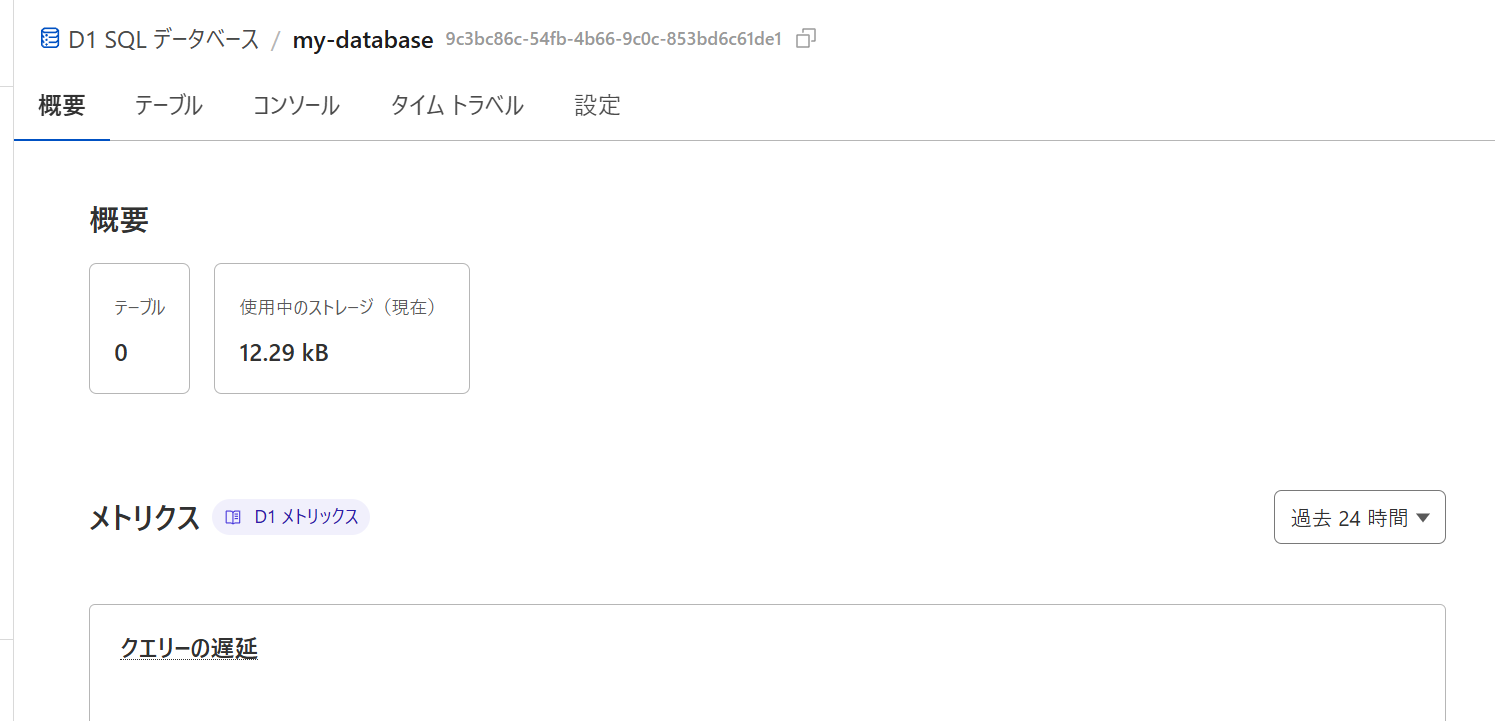 D1 SQL データベース / my-database 9c3bc86c-54fb-4b66-9c0c-853bd6c61de1
概要 テーブル コンソール タイム トラベル 設定
概要
テーブル 使用中のストレージ（現在）
0 12.29 kB
メトリクス D1 メトリックス 過去 24 時間
クエリーの遅延